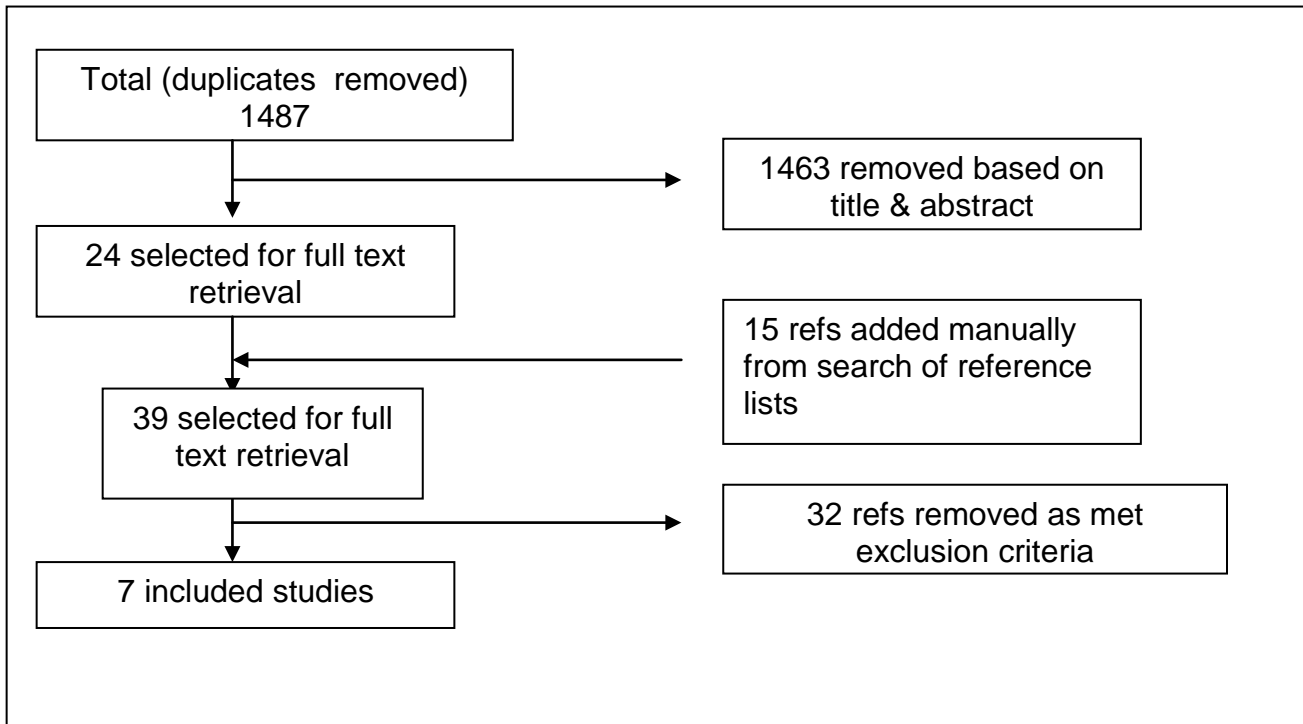 Total (duplicates removed)
1487
1463 removed based on
title & abstract
24 selected for full text
retrieval
15 refs added manually
from search of reference
lists
39 selected for full
text retrieval
32 refs removed as met
exclusion criteria
7 included studies